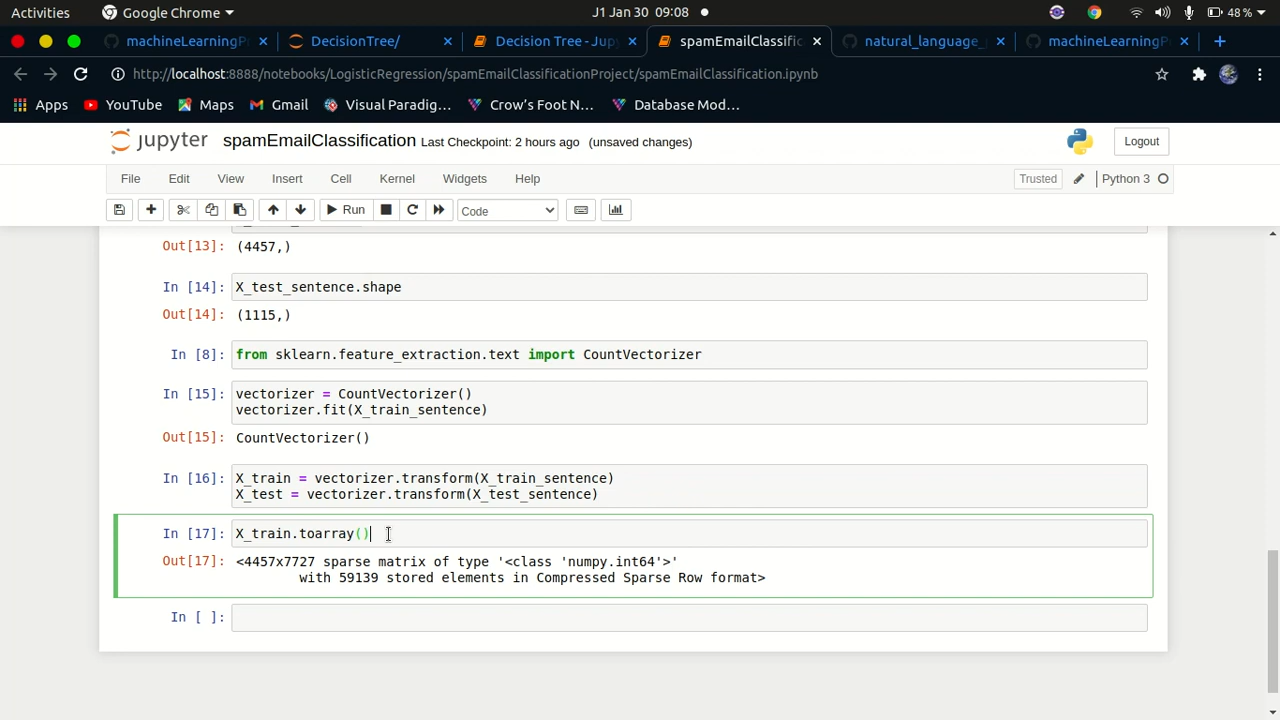 Activities
Google Chrome
J1 Jan 30 09:08
48 %
machineLearningPr
DecisionTree/
Decision Tree - Jup
spamEmailClassific
natural_language_
machineLearningPr
http://localhost:8888/notebooks/LogisticRegression/spamEmailClassificationProject/spamEmailClassification.ipynb
Apps
YouTube
Maps
Gmail
Visual Paradig...
Crow's Foot N...
Database Mod...
jupyter
spamEmailClassification
Last Checkpoint: 2 hours ago
(unsaved changes)
Logout
File
Edit
View
Insert
Cell
Kernel
Widgets
Help
Trusted
Python 3
Run
Code
Out[13]: (4457,)
In [14]: X_test_sentence.shape
Out[14]: (1115,)
In [8]: from sklearn.feature_extraction.text import CountVectorizer
In [15]: vectorizer = CountVectorizer()
vectorizer.fit(X_train_sentence)
Out[15]: CountVectorizer()
In [16]: X_train = vectorizer.transform(X_train_sentence)
X_test = vectorizer.transform(X_test_sentence)
In [17]: X_train.toarray()
Out[17]: <4457x7727 sparse matrix of type '<class 'numpy.int64'>'
with 59139 stored elements in Compressed Sparse Row format>
In [ ]: